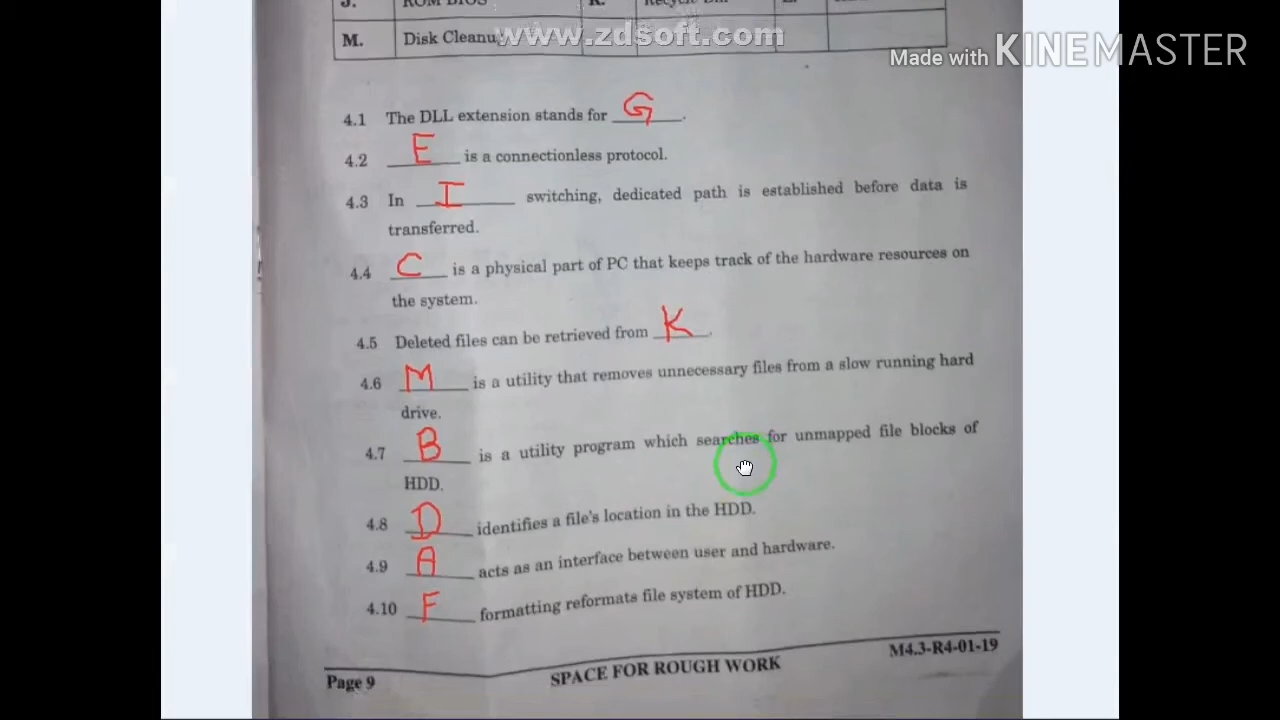 J. ROM BIOS K.
M. Disk Cleanu
www.zdsoft.com
Made with KINEMASTER
4.1 The DLL extension stands for G.
4.2 E is a connectionless protocol.
4.3 In I switching, dedicated path is established before data is
transferred.
4.4 C is a physical part of PC that keeps track of the hardware resources on
the system.
4.5 Deleted files can be retrieved from K.
4.6 M is a utility that removes unnecessary files from a slow running hard
drive.
4.7 B is a utility program which searches for unmapped file blocks of
HDD.
4.8 D identifies a file's location in the HDD.
4.9 A acts as an interface between user and hardware.
4.10 F formatting reformats file system of HDD.
Page 9 SPACE FOR ROUGH WORK M4.3-R4-01-19